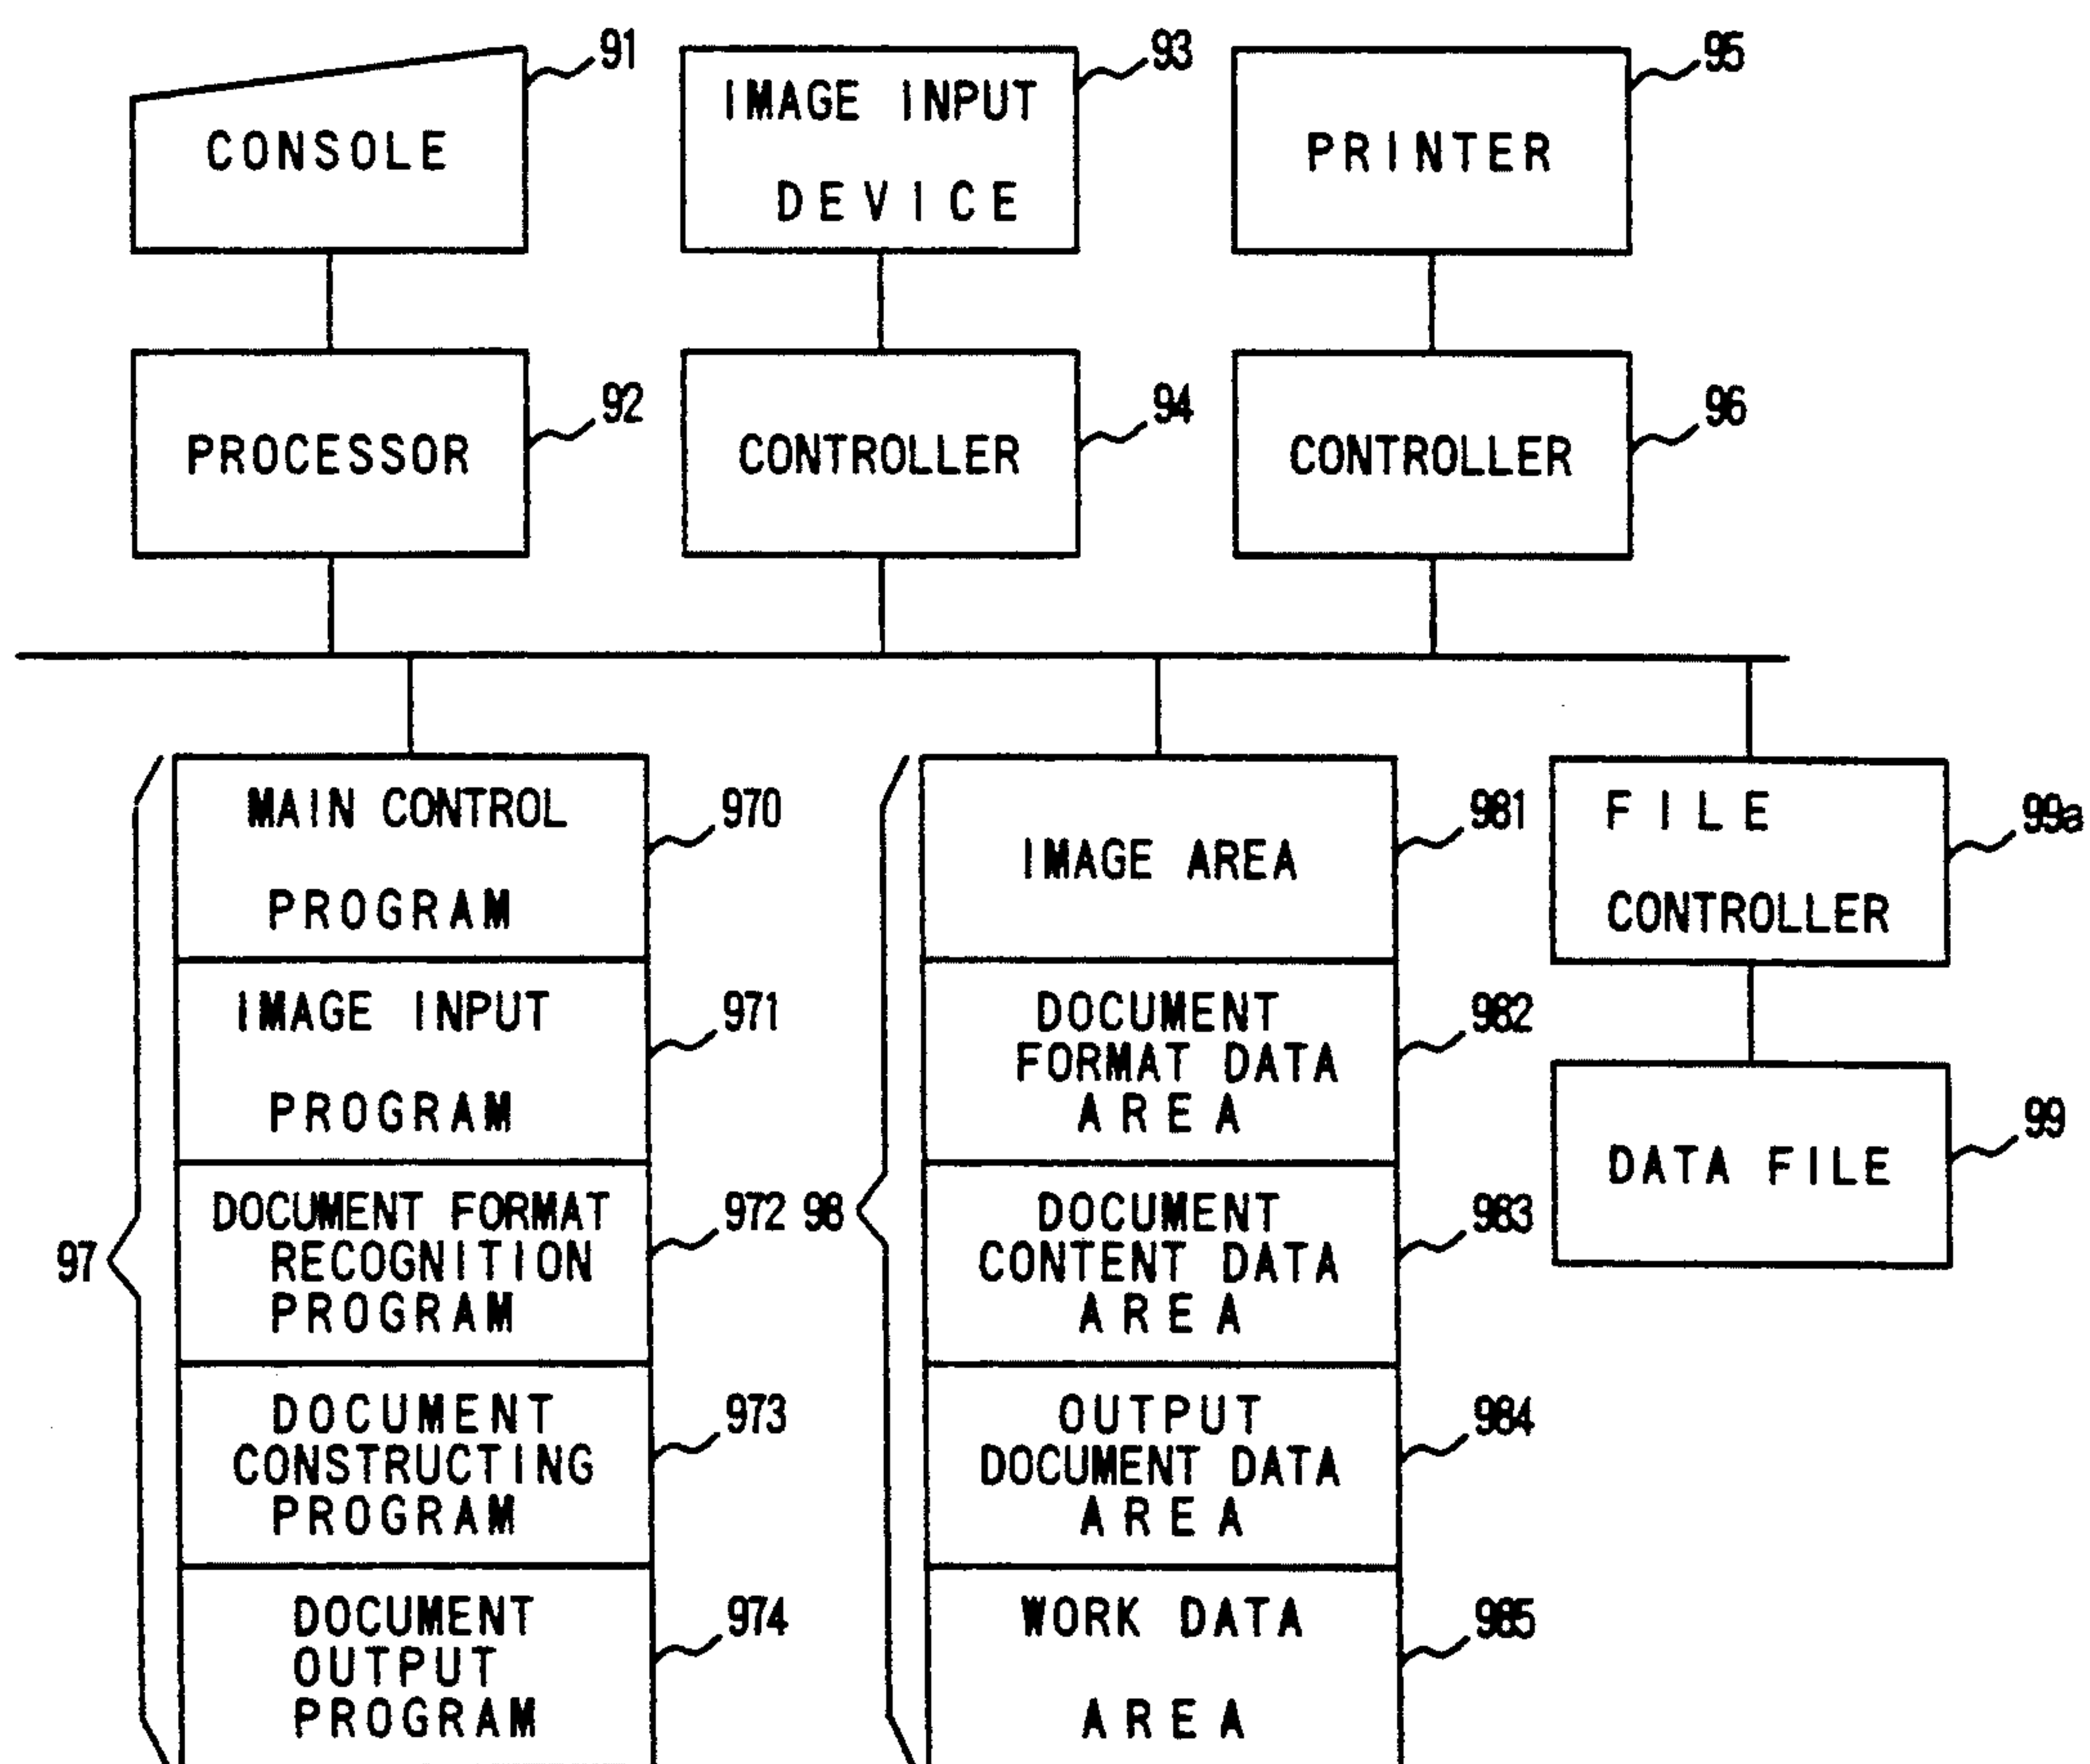 CONSOLE
91
IMAGE INPUT
DEVICE
93
PRINTER
95
PROCESSOR
92
CONTROLLER
94
CONTROLLER
96
97
MAIN CONTROL
PROGRAM
970
IMAGE INPUT
PROGRAM
971
DOCUMENT FORMAT
RECOGNITION
PROGRAM
972
DOCUMENT
CONSTRUCTING
PROGRAM
973
DOCUMENT
OUTPUT
PROGRAM
974
98
IMAGE AREA
981
DOCUMENT
FORMAT DATA
AREA
982
DOCUMENT
CONTENT DATA
AREA
983
OUTPUT
DOCUMENT DATA
AREA
984
WORK DATA
AREA
985
FILE
CONTROLLER
99a
DATA FILE
99